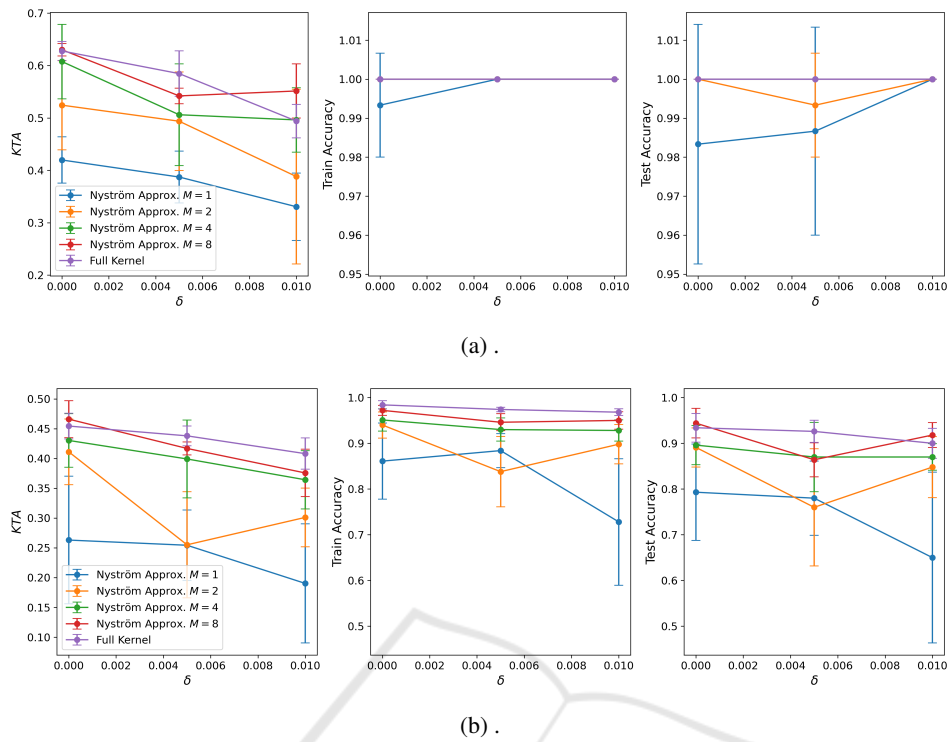 0.7
0.6
0.5
0.4
0.3
0.2
KTA
0.000 0.002 0.004 0.006 0.008 0.010
δ
Nyström Approx. M = 1
Nyström Approx. M = 2
Nyström Approx. M = 4
Nyström Approx. M = 8
Full Kernel
1.01
1.00
0.99
0.98
0.97
0.96
0.95
Train Accuracy
0.000 0.002 0.004 0.006 0.008 0.010
δ
1.01
1.00
0.99
0.98
0.97
0.96
0.95
Test Accuracy
0.000 0.002 0.004 0.006 0.008 0.010
δ
(a) .
0.50
0.45
0.40
0.35
0.30
0.25
0.20
0.15
0.10
KTA
0.000 0.002 0.004 0.006 0.008 0.010
δ
Nyström Approx. M = 1
Nyström Approx. M = 2
Nyström Approx. M = 4
Nyström Approx. M = 8
Full Kernel
1.0
0.9
0.8
0.7
0.6
0.5
Train Accuracy
0.000 0.002 0.004 0.006 0.008 0.010
δ
1.0
0.9
0.8
0.7
0.6
0.5
Test Accuracy
0.000 0.002 0.004 0.006 0.008 0.010
δ
(b) .